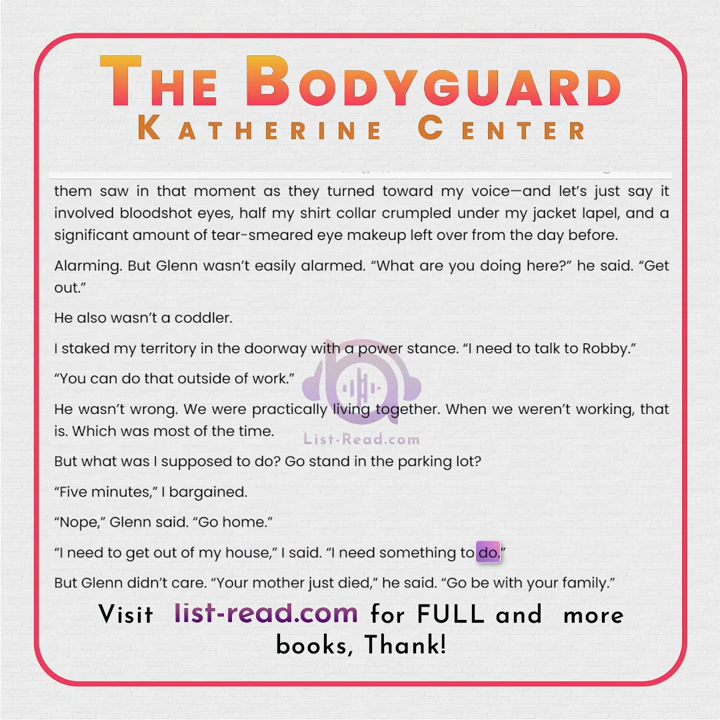 THE BODYGUARD
KATHERINE CENTER
them saw in that moment as they turned toward my voice—and let's just say it
involved bloodshot eyes, half my shirt collar crumpled under my jacket lapel, and a
significant amount of tear-smeared eye makeup left over from the day before.
Alarming. But Glenn wasn't easily alarmed. "What are you doing here?" he said. "Get
out."
He also wasn't a coddler.
I staked my territory in the doorway with a power stance. "I need to talk to Robby."
"You can do that outside of work."
He wasn't wrong. We were practically living together. When we weren't working, that
is. Which was most of the time.
List-Read.com
But what was I supposed to do? Go stand in the parking lot?
"Five minutes," I bargained.
"Nope," Glenn said. "Go home."
"I need to get out of my house," I said. "I need something to do."
But Glenn didn't care. "Your mother just died," he said. "Go be with your family."
Visit list-read.com for FULL and more
books, Thank!